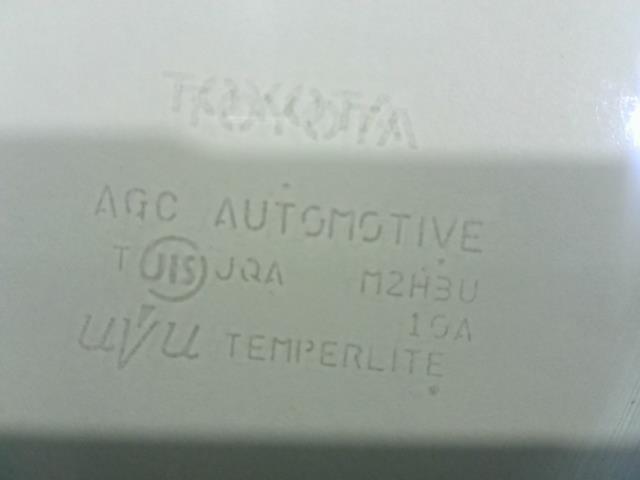 TOYOTA
AGC AUTOMOTIVE
T JIS JQA M2H3U
10A
uvu TEMPERLITE